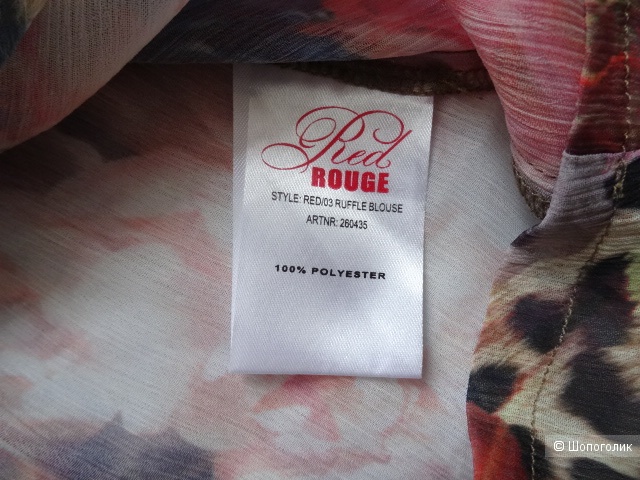 Red
ROUGE
STYLE: RED/03 RUFFLE BLOUSE
ARTNR: 260435
100% POLYESTER
© Шопоголик